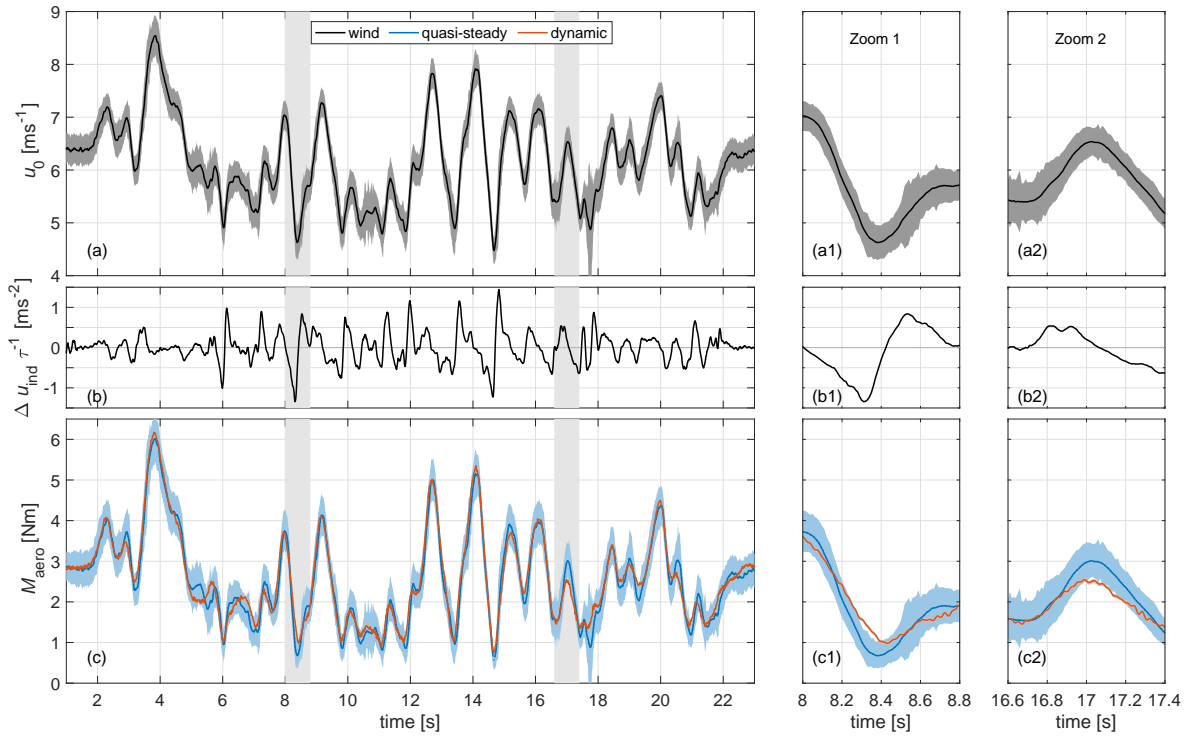 wind quasi-steady dynamic
Zoom 1
Zoom 2
9
8
7
6
5
4
u0 [ms-1]
(a)
(a1)
(a2)
1
0
-1
Δ uind τ-1 [ms-2]
(b)
(b1)
(b2)
6
5
4
3
2
1
0
Maero [Nm]
(c)
(c1)
(c2)
2 4 6 8 10 12 14 16 18 20 22
time [s]
8 8.2 8.4 8.6 8.8
time [s]
16.6 16.8 17 17.2 17.4
time [s]